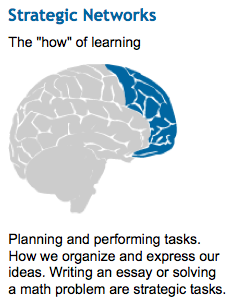 Strategic Networks
The "how" of learning
Planning and performing tasks.
How we organize and express our
ideas. Writing an essay or solving
a math problem are strategic tasks.